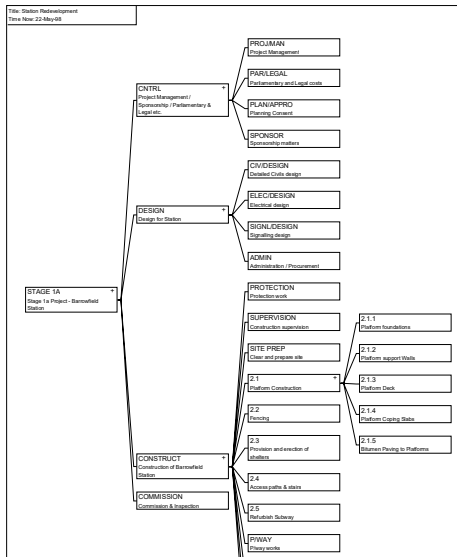 Title: Station Redevelopment
Time Now: 22-May-98
PROJ/MAN
Project Management
CNTRL +
Project Management /
Sponsorship / Parliamentary &
Legal etc.
PAR/LEGAL
Parliamentary and Legal costs
PLAN/APPRO
Planning Consent
SPONSOR
Sponsorship matters
CIV/DESIGN
Detailed Civils design
DESIGN +
Design for Station
ELEC/DESIGN
Electrical design
SIGNL/DESIGN
Signalling design
ADMIN
Administration / Procurement
STAGE 1A +
Stage 1a Project - Barrowfield
Station
PROTECTION
Protection work
SUPERVISION
Construction supervision
SITE PREP
Clear and prepare site
2.1 +
Platform Construction
2.1.1
Platform foundations
2.1.2
Platform support Walls
2.1.3
Platform Deck
2.1.4
Platform Coping Slabs
2.1.5
Bitumen Paving to Platforms
2.2
Fencing
2.3
Provision and erection of
shelters
CONSTRUCT +
Construction of Barrowfield
Station
2.4
Access paths & stairs
COMMISSION
Commission & Inspection
2.5
Refurbish Subway
P/WAY
P/way works